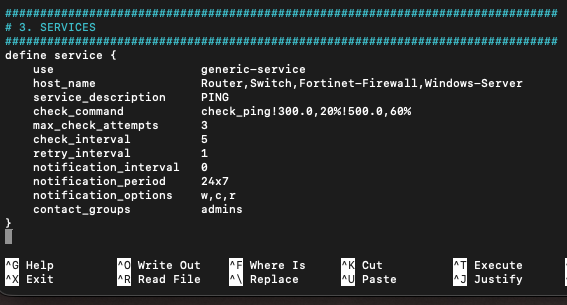 ###############################################################################
# 3. SERVICES
###############################################################################
define service {
    use                     generic-service
    host_name               Router,Switch,Fortinet-Firewall,Windows-Server
    service_description     PING
    check_command           check_ping!300.0,20%!500.0,60%
    max_check_attempts      3
    check_interval          5
    retry_interval          1
    notification_interval   0
    notification_period     24x7
    notification_options    w,c,r
    contact_groups          admins
}
^G Help         ^O Write Out    ^F Where Is     ^K Cut          ^T Execute
^X Exit         ^R Read File    ^\ Replace      ^U Paste        ^J Justify